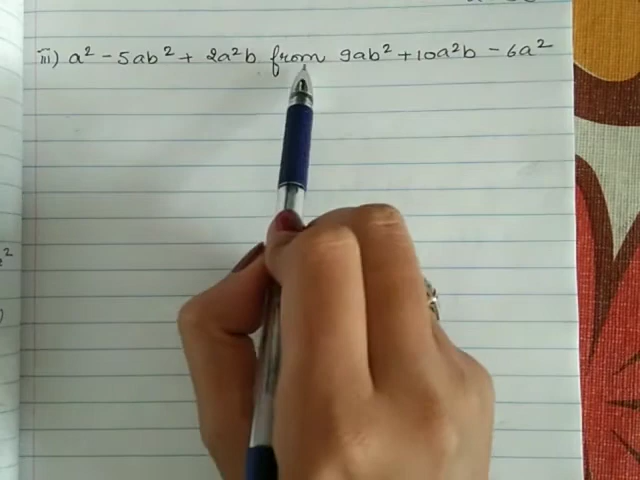 iii) a² - 5ab² + 2a²b from 9ab² + 10a²b - 6a²